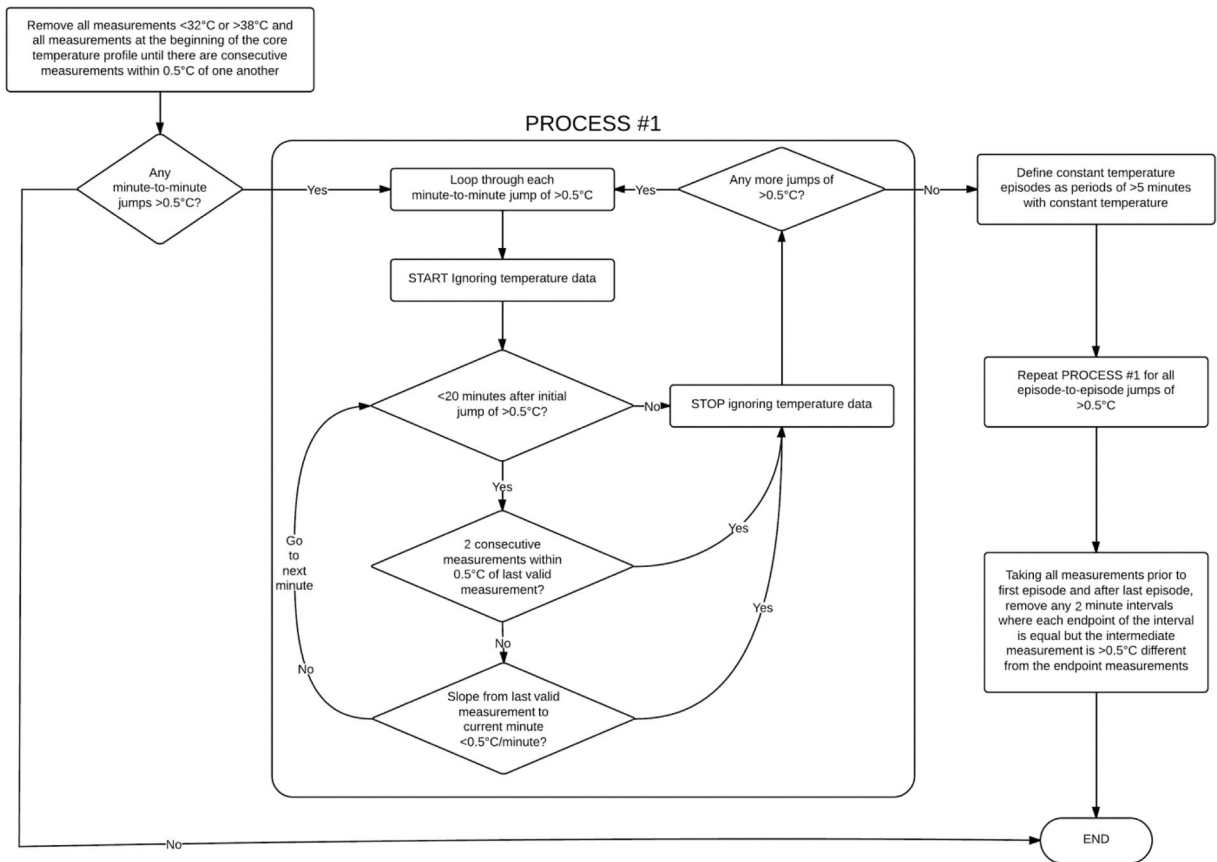 Remove all measurements <32°C or >38°C and
all measurements at the beginning of the core
temperature profile until there are consecutive
measurements within 0.5°C of one another
PROCESS #1
Any
minute-to-minute
jumps >0.5°C?
Yes
Loop through each
minute-to-minute jump of >0.5°C
Yes
Any more jumps of
>0.5°C?
No
Define constant temperature
episodes as periods of >5 minutes
with constant temperature
START Ignoring temperature data
<20 minutes after initial
jump of >0.5°C?
No
STOP ignoring temperature data
Repeat PROCESS #1 for all
episode-to-episode jumps of
>0.5°C
Yes
Go
to
next
minute
2 consecutive
measurements within
0.5°C of last valid
measurement?
Yes
Yes
No
No
Slope from last valid
measurement to
current minute
<0.5°C/minute?
Taking all measurements prior to
first episode and after last episode,
remove any 2 minute intervals
where each endpoint of the interval
is equal but the intermediate
measurement is >0.5°C different
from the endpoint measurements
No
END